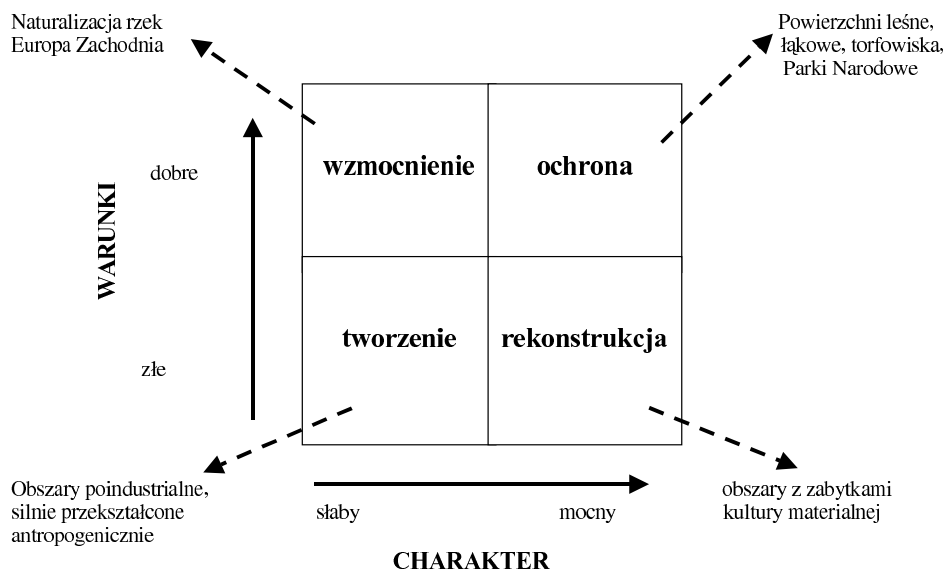 Naturalizacja rzek
Europa Zachodnia
Powierzchni leśne,
łąkowe, torfowiska,
Parki Narodowe
wzmocnienie
ochrona
dobre
WARUNKI
tworzenie
rekonstrukcja
złe
Obszary poindustrialne,
silnie przekształcone
antropogenicznie
obszary z zabytkami
kultury materialnej
słaby
mocny
CHARAKTER